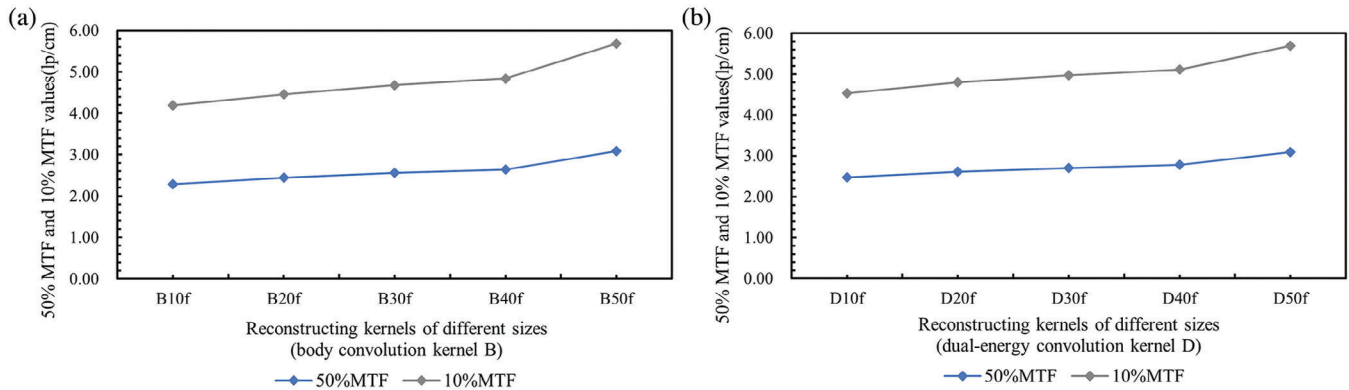 (a)
50% MTF and 10% MTF values(lp/cm)
6.00
5.00
4.00
3.00
2.00
1.00
0.00
B10f B20f B30f B40f B50f
Reconstructing kernels of different sizes
(body convolution kernel B)
50%MTF 10%MTF
(b)
50% MTF and 10% MTF values(lp/cm)
6.00
5.00
4.00
3.00
2.00
1.00
0.00
D10f D20f D30f D40f D50f
Reconstructing kernels of different sizes
(dual-energy convolution kernel D)
50%MTF 10%MTF